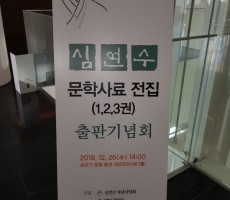 심연수
문학사료 전집
(1,2,3권)
출판기념회
2018. 12. 26(수) 14:00